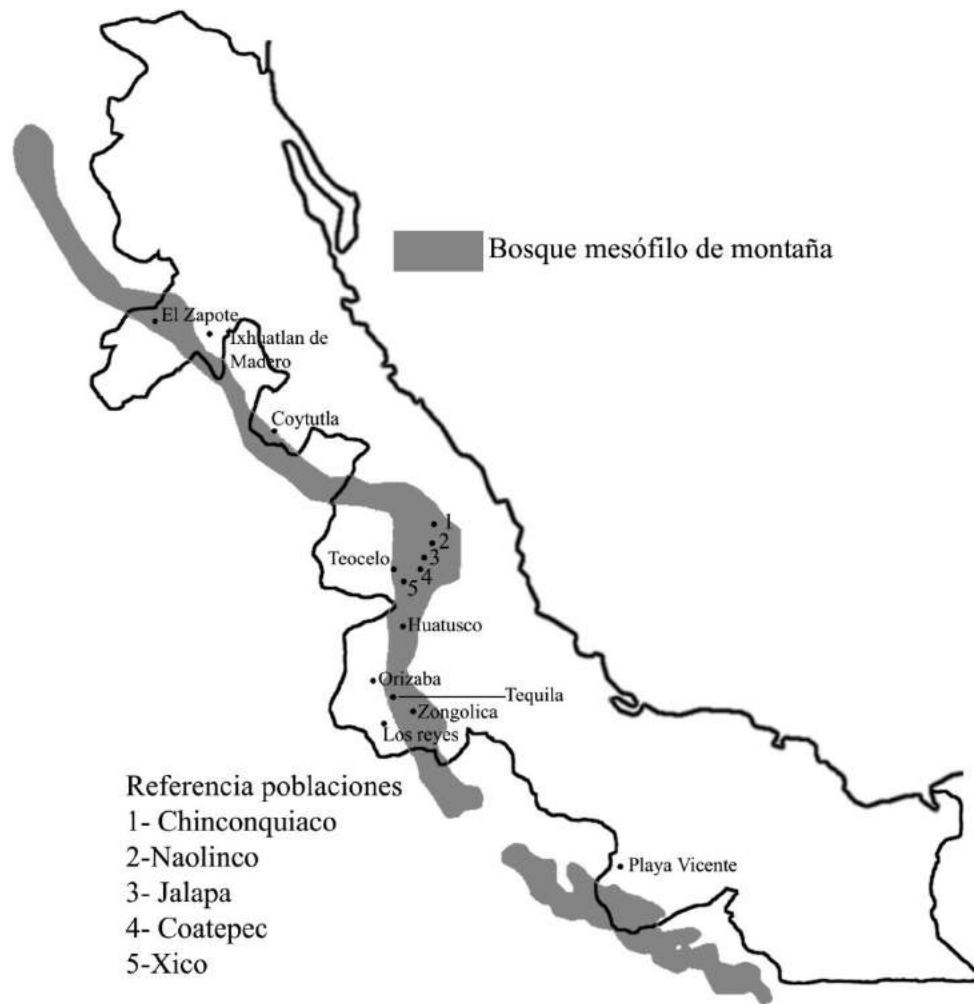 Bosque mesófilo de montaña
El Zapote
Ixhuatlan de
Madero
Coytutla
1
2
3
Teocelo
4
5
Huatusco
Orizaba
Tequila
Zongolica
Los reyes
Playa Vicente
Referencia poblaciones
1- Chinconquiaco
2-Naolinco
3- Jalapa
4- Coatepec
5-Xico